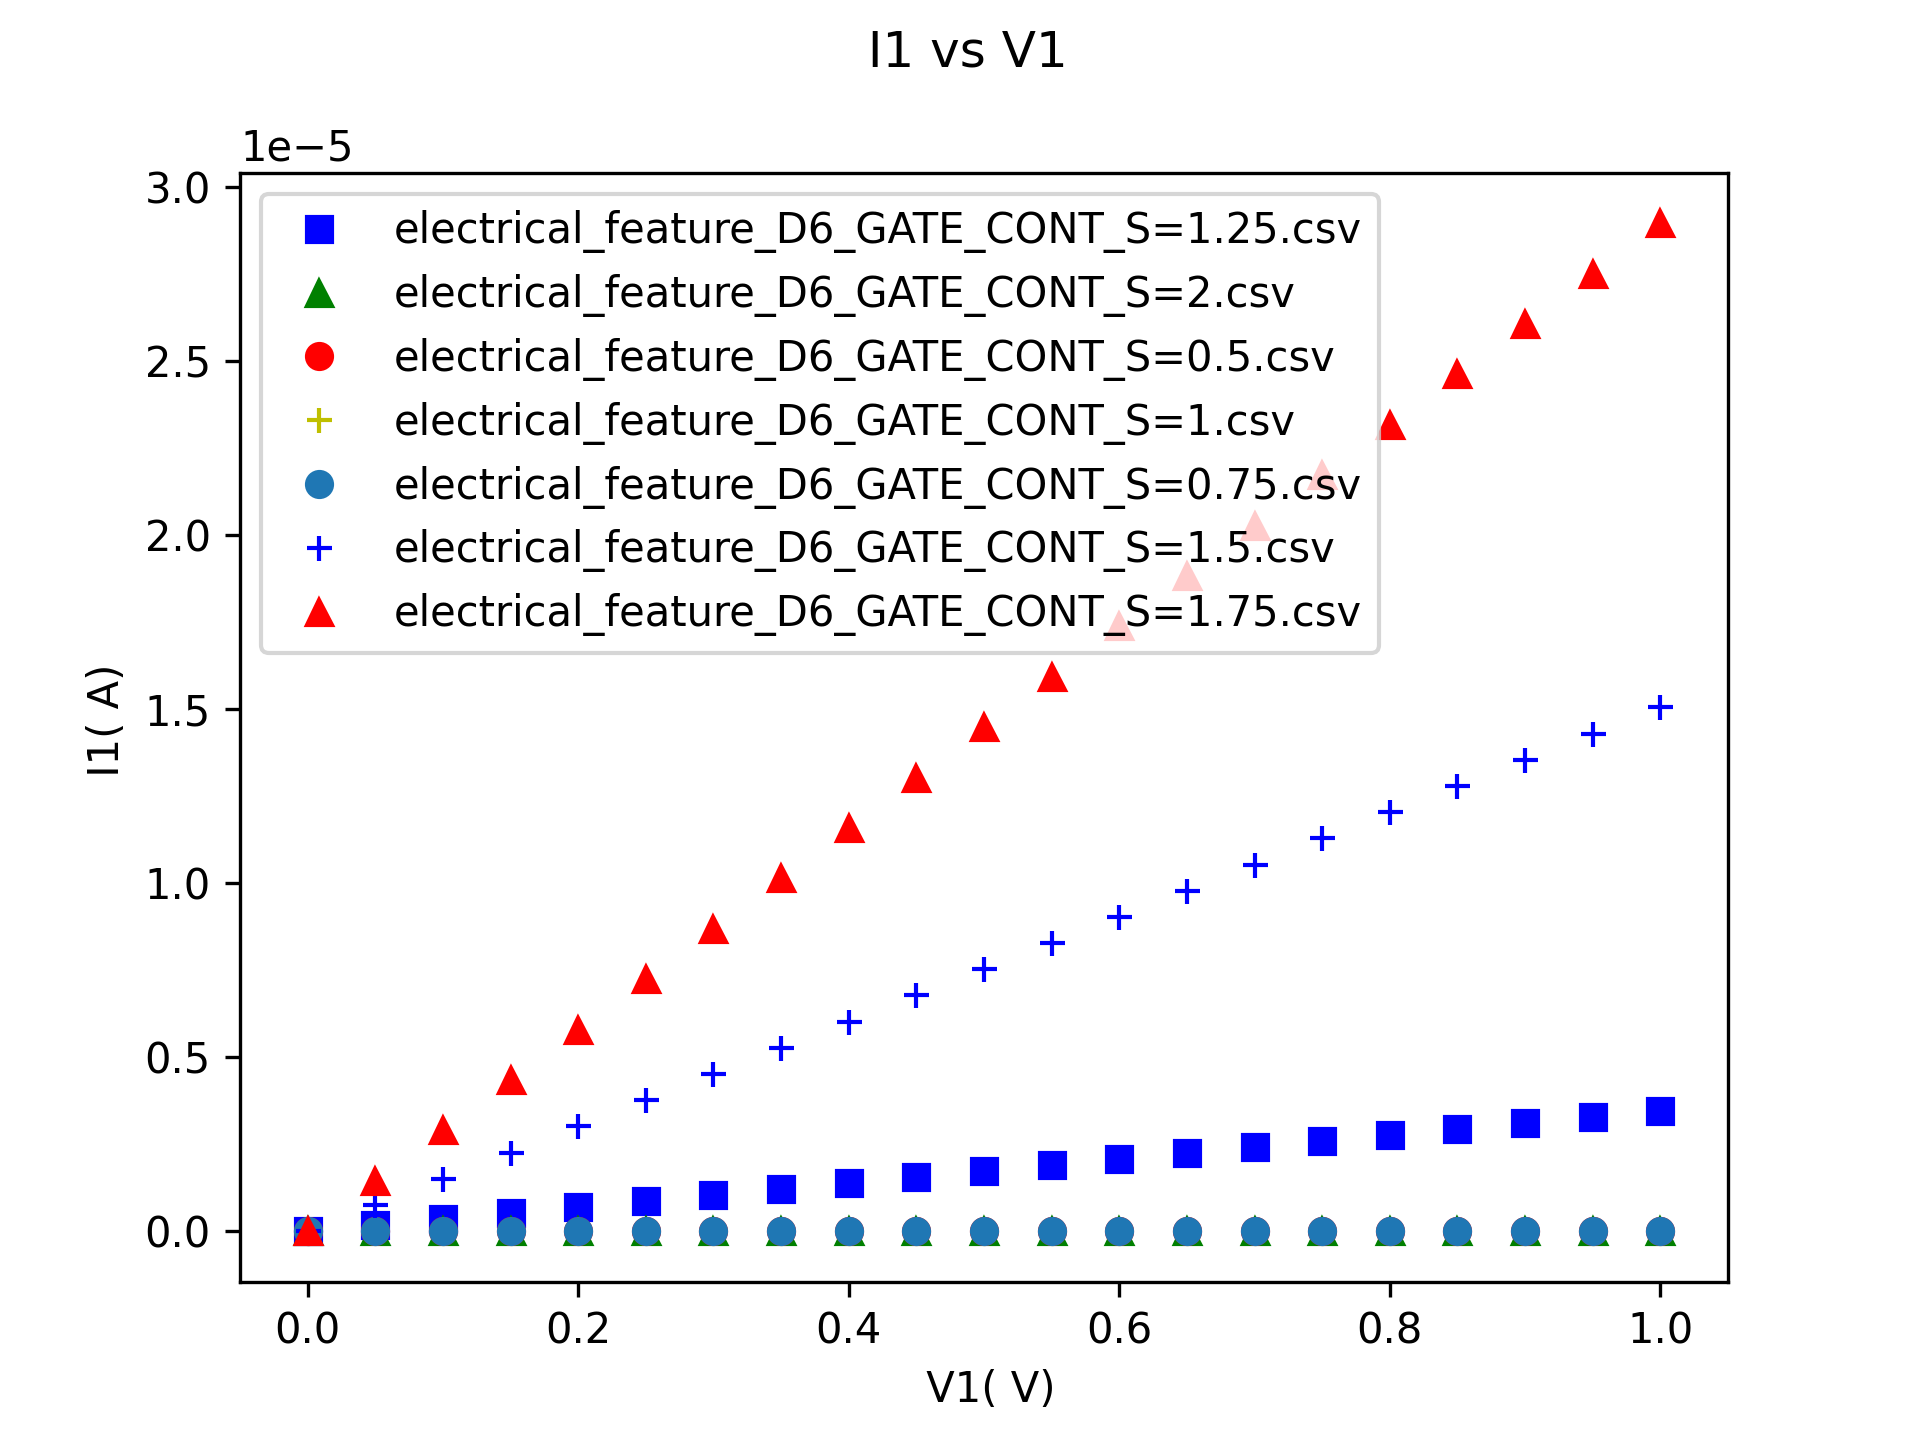 I1 vs V1
1e−5
3.0
2.5
2.0
1.5
1.0
0.5
0.0
I1( A)
electrical_feature_D6_GATE_CONT_S=1.25.csv
electrical_feature_D6_GATE_CONT_S=2.csv
electrical_feature_D6_GATE_CONT_S=0.5.csv
electrical_feature_D6_GATE_CONT_S=1.csv
electrical_feature_D6_GATE_CONT_S=0.75.csv
electrical_feature_D6_GATE_CONT_S=1.5.csv
electrical_feature_D6_GATE_CONT_S=1.75.csv
0.0 0.2 0.4 0.6 0.8 1.0
V1( V)